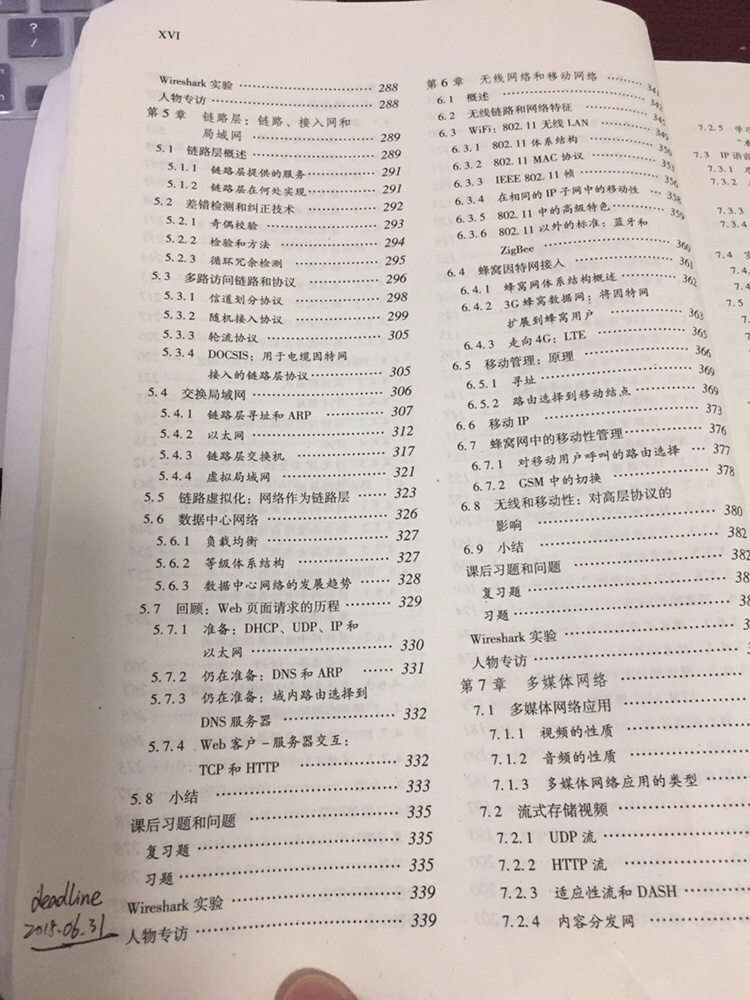 XVI
Wireshark 实验 ………………………… 288
人物专访 ………………………… 288
第 5 章 链路层：链路、接入网和
局域网 ………………………… 289
5.1 链路层概述 ………………………… 289
5.1.1 链路层提供的服务 ………… 291
5.1.2 链路层在何处实现 ………… 291
5.2 差错检测和纠正技术 ………… 292
5.2.1 奇偶校验 ………………… 293
5.2.2 检验和方法 ………………… 294
5.2.3 循环冗余检测 ………………… 295
5.3 多路访问链路和协议 ………… 296
5.3.1 信道划分协议 ………………… 298
5.3.2 随机接入协议 ………………… 299
5.3.3 轮流协议 ………………… 305
5.3.4 DOCSIS：用于电缆因特网
接入的链路层协议 ………… 305
5.4 交换局域网 ………………… 306
5.4.1 链路层寻址和 ARP ………… 307
5.4.2 以太网 ………………… 312
5.4.3 链路层交换机 ………………… 317
5.4.4 虚拟局域网 ………………… 321
5.5 链路虚拟化：网络作为链路层 …… 323
5.6 数据中心网络 ………………… 326
5.6.1 负载均衡 ………………… 327
5.6.2 等级体系结构 ………………… 327
5.6.3 数据中心网络的发展趋势 …… 328
5.7 回顾：Web 页面请求的历程 ……… 329
5.7.1 准备：DHCP、UDP、IP 和
以太网 ………………… 330
5.7.2 仍在准备：DNS 和 ARP …… 331
5.7.3 仍在准备：域内路由选择到
DNS 服务器 ………………… 332
5.7.4 Web 客户－服务器交互：
TCP 和 HTTP ………………… 332
5.8 小结 ………………………… 333
课后习题和问题 ………………………… 335
复习题 ………………………… 335
习题 ………………………… 335
Wireshark 实验 ………………………… 339
人物专访 ………………………… 339
deadline
2018.06.31
第 6 章 无线网络和移动网络 ……… 341
6.1 概述 ………………… 342
6.2 无线链路和网络特征 ………… 345
6.3 WiFi：802.11 无线 LAN ……… 349
6.3.1 802.11 体系结构 ………… 350
6.3.2 802.11 MAC 协议 ………… 353
6.3.3 IEEE 802.11 帧 ………… 356
6.3.4 在相同的 IP 子网中的移动性 … 358
6.3.5 802.11 中的高级特色 ……… 359
6.3.6 802.11 以外的标准：蓝牙和
ZigBee ………………… 360
6.4 蜂窝因特网接入 ………………… 361
6.4.1 蜂窝网体系结构概述 ……… 362
6.4.2 3G 蜂窝数据网：将因特网
扩展到蜂窝用户 ………… 363
6.4.3 走向 4G：LTE ………… 365
6.5 移动管理：原理 ………………… 366
6.5.1 寻址 ………………… 369
6.5.2 路由选择到移动结点 ……… 369
6.6 移动 IP ………………… 373
6.7 蜂窝网中的移动性管理 ………… 376
6.7.1 对移动用户呼叫的路由选择 … 377
6.7.2 GSM 中的切换 ………… 378
6.8 无线和移动性：对高层协议的
影响 ………………… 380
6.9 小结 ………………… 382
课后习题和问题 ………………… 382
复习题 ………………… 38
习题 ………………… 38
Wireshark 实验 …………………
人物专访 …………………
第 7 章 多媒体网络 …………………
7.1 多媒体网络应用 …………………
7.1.1 视频的性质 …………………
7.1.2 音频的性质 …………………
7.1.3 多媒体网络应用的类型 ……
7.2 流式存储视频 …………………
7.2.1 UDP 流 …………………
7.2.2 HTTP 流 …………………
7.2.3 适应性流和 DASH …………
7.2.4 内容分发网 …………………
7.2.5
7.3 IP 语音
7.3.1
7.3.2
7.3.3
7.3.4
7.4
7.4
7.4
7.5